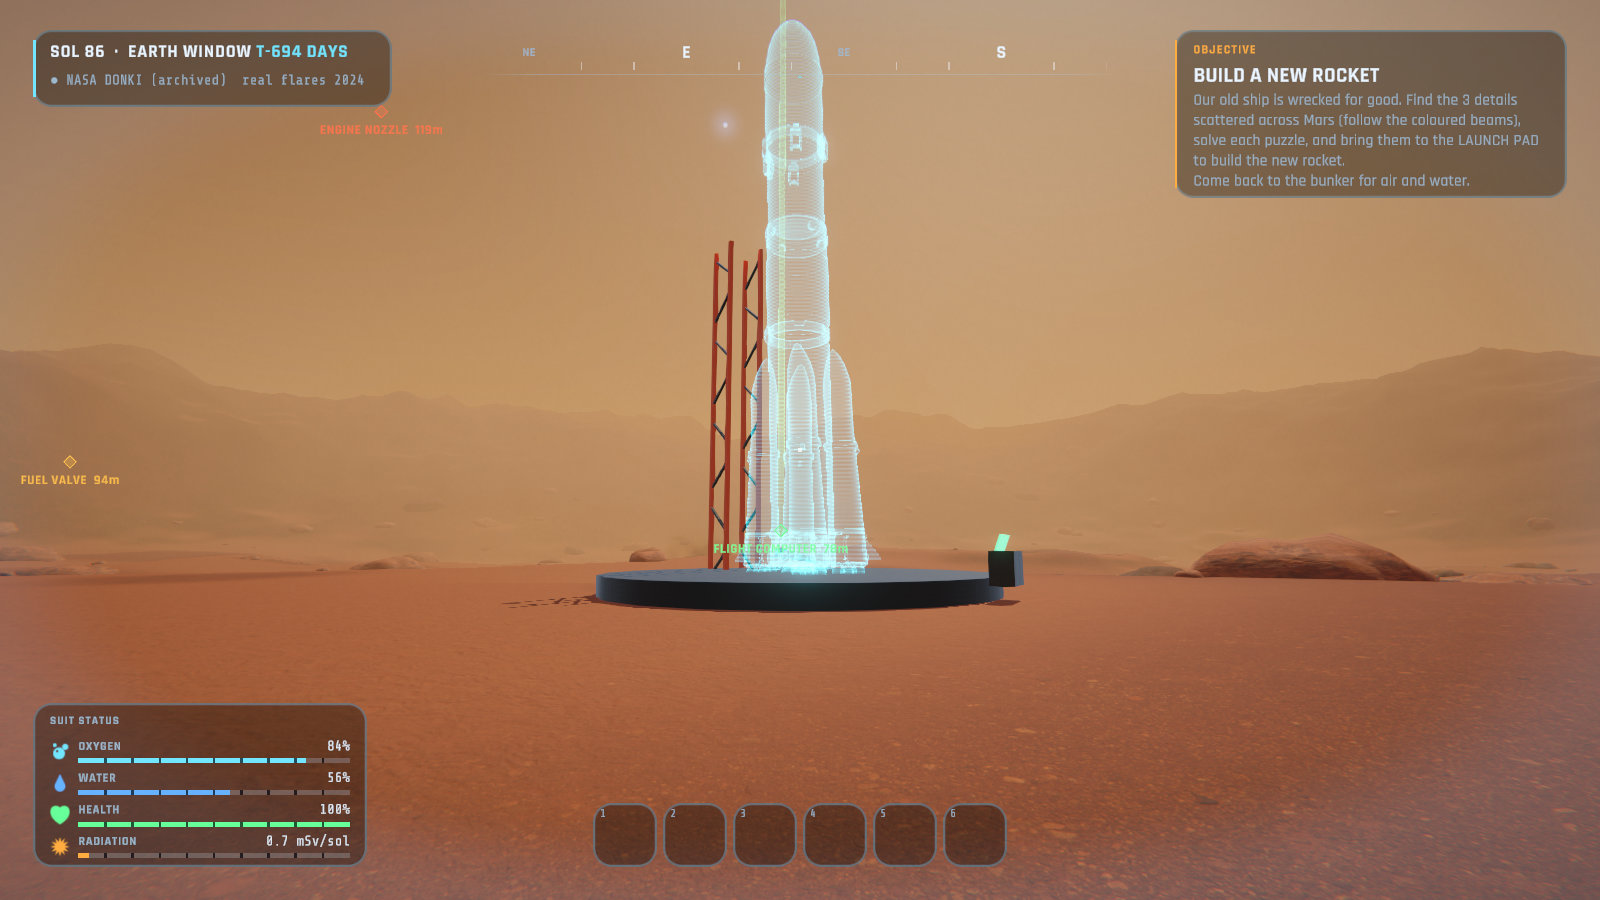 SOL 86 · EARTH WINDOW T-694 DAYS
● NASA DONKI (archived) real flares 2024
NE E SE S
OBJECTIVE
BUILD A NEW ROCKET
Our old ship is wrecked for good. Find the 3 details
scattered across Mars (follow the coloured beams),
solve each puzzle, and bring them to the LAUNCH PAD
to build the new rocket.
Come back to the bunker for air and water.
ENGINE NOZZLE 119m
FUEL VALVE 94m
FLIGHT COMPUTER
SUIT STATUS
OXYGEN 84%
WATER 56%
HEALTH 100%
RADIATION 0.7 mSv/sol
1 2 3 4 5 6